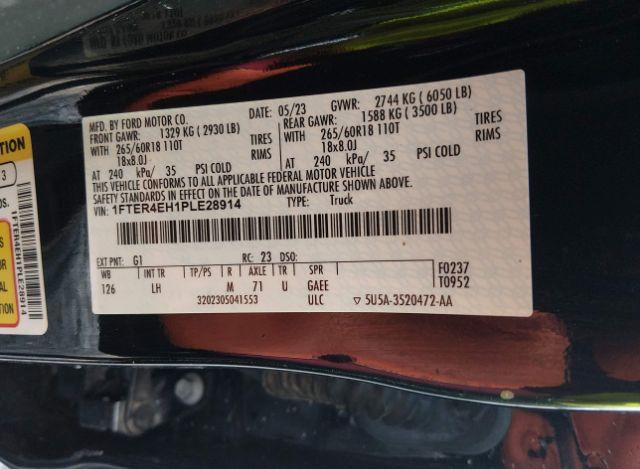 MFD. BY FORD MOTOR CO.
DATE: 05/23 GVWR: 2744 KG ( 6050 LB)
FRONT GAWR: 1329 KG ( 2930 LB) REAR GAWR: 1588 KG ( 3500 LB)
WITH 265/60R18 110T TIRES WITH 265/60R18 110T TIRES
18x8.0J RIMS 18x8.0J RIMS
AT 240 kPa/ 35 PSI COLD AT 240 kPa/ 35 PSI COLD
THIS VEHICLE CONFORMS TO ALL APPLICABLE FEDERAL MOTOR VEHICLE
SAFETY STANDARDS IN EFFECT ON THE DATE OF MANUFACTURE SHOWN ABOVE.
VIN: 1FTER4EH1PLE28914 TYPE: Truck
EXT PNT: G1 RC: 23 DSO:
WB INT TR TP/PS R AXLE TR SPR F0237
126 LH M 71 U GAEE T0952
3202305041553 ULC 5U5A-3520472-AA
TION
3
1FTER4EH1PLE28914
S
OR
BR
AL
ON